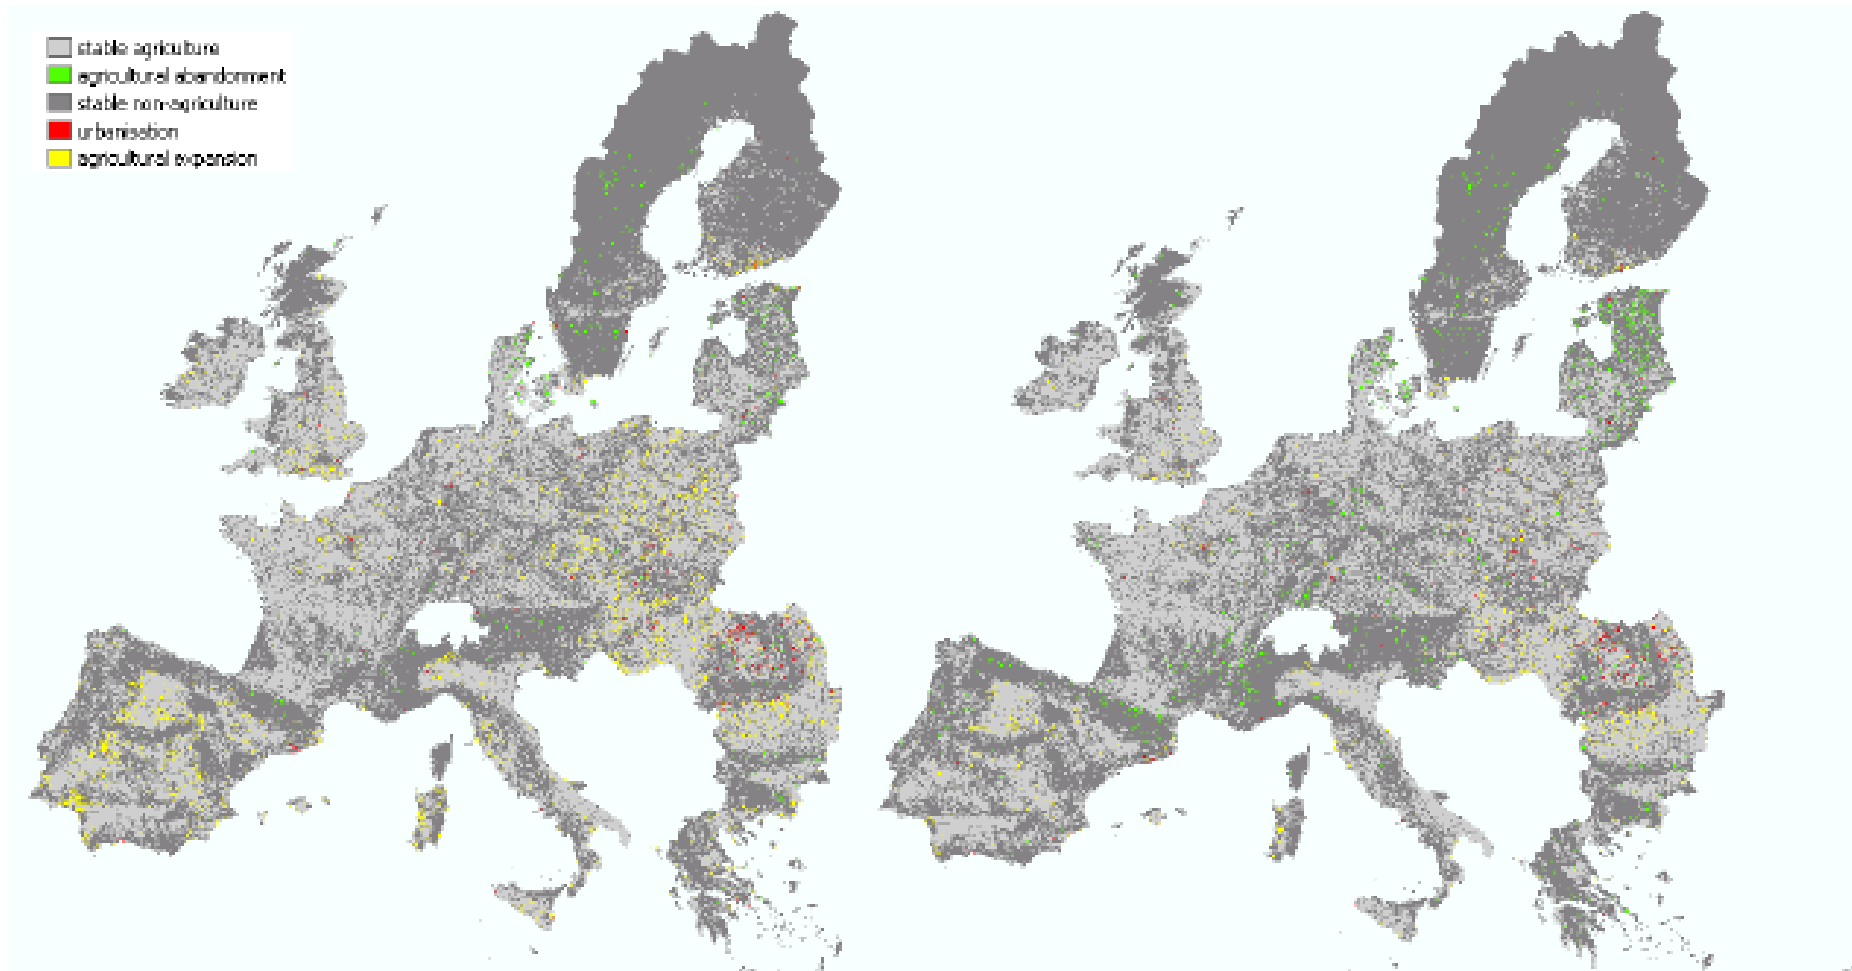 stable agriculture
agricultural abandonment
stable non-agriculture
urbanisation
agricultural expansion